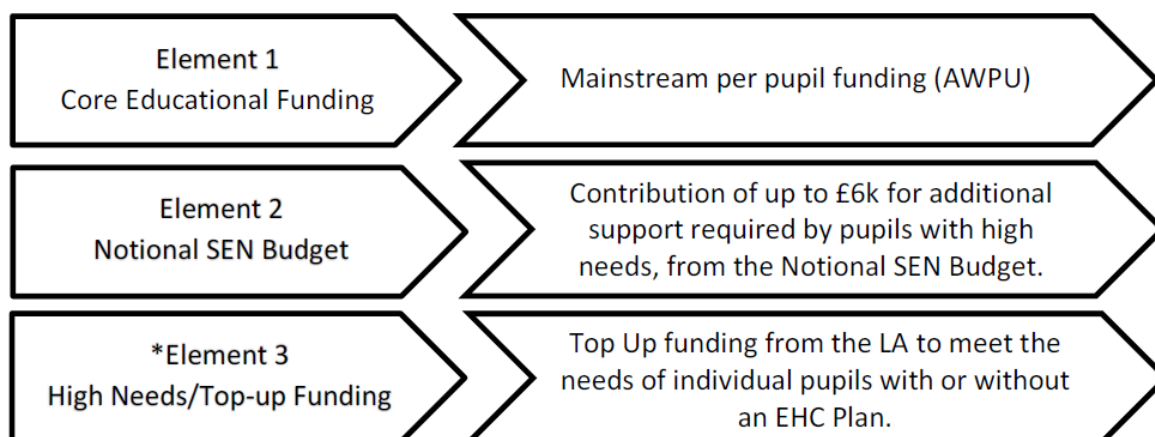 Element 1
Core Educational Funding
Mainstream per pupil funding (AWPU)
Element 2
Notional SEN Budget
Contribution of up to £6k for additional
support required by pupils with high
needs, from the Notional SEN Budget.
*Element 3
High Needs/Top-up Funding
Top Up funding from the LA to meet the
needs of individual pupils with or without
an EHC Plan.